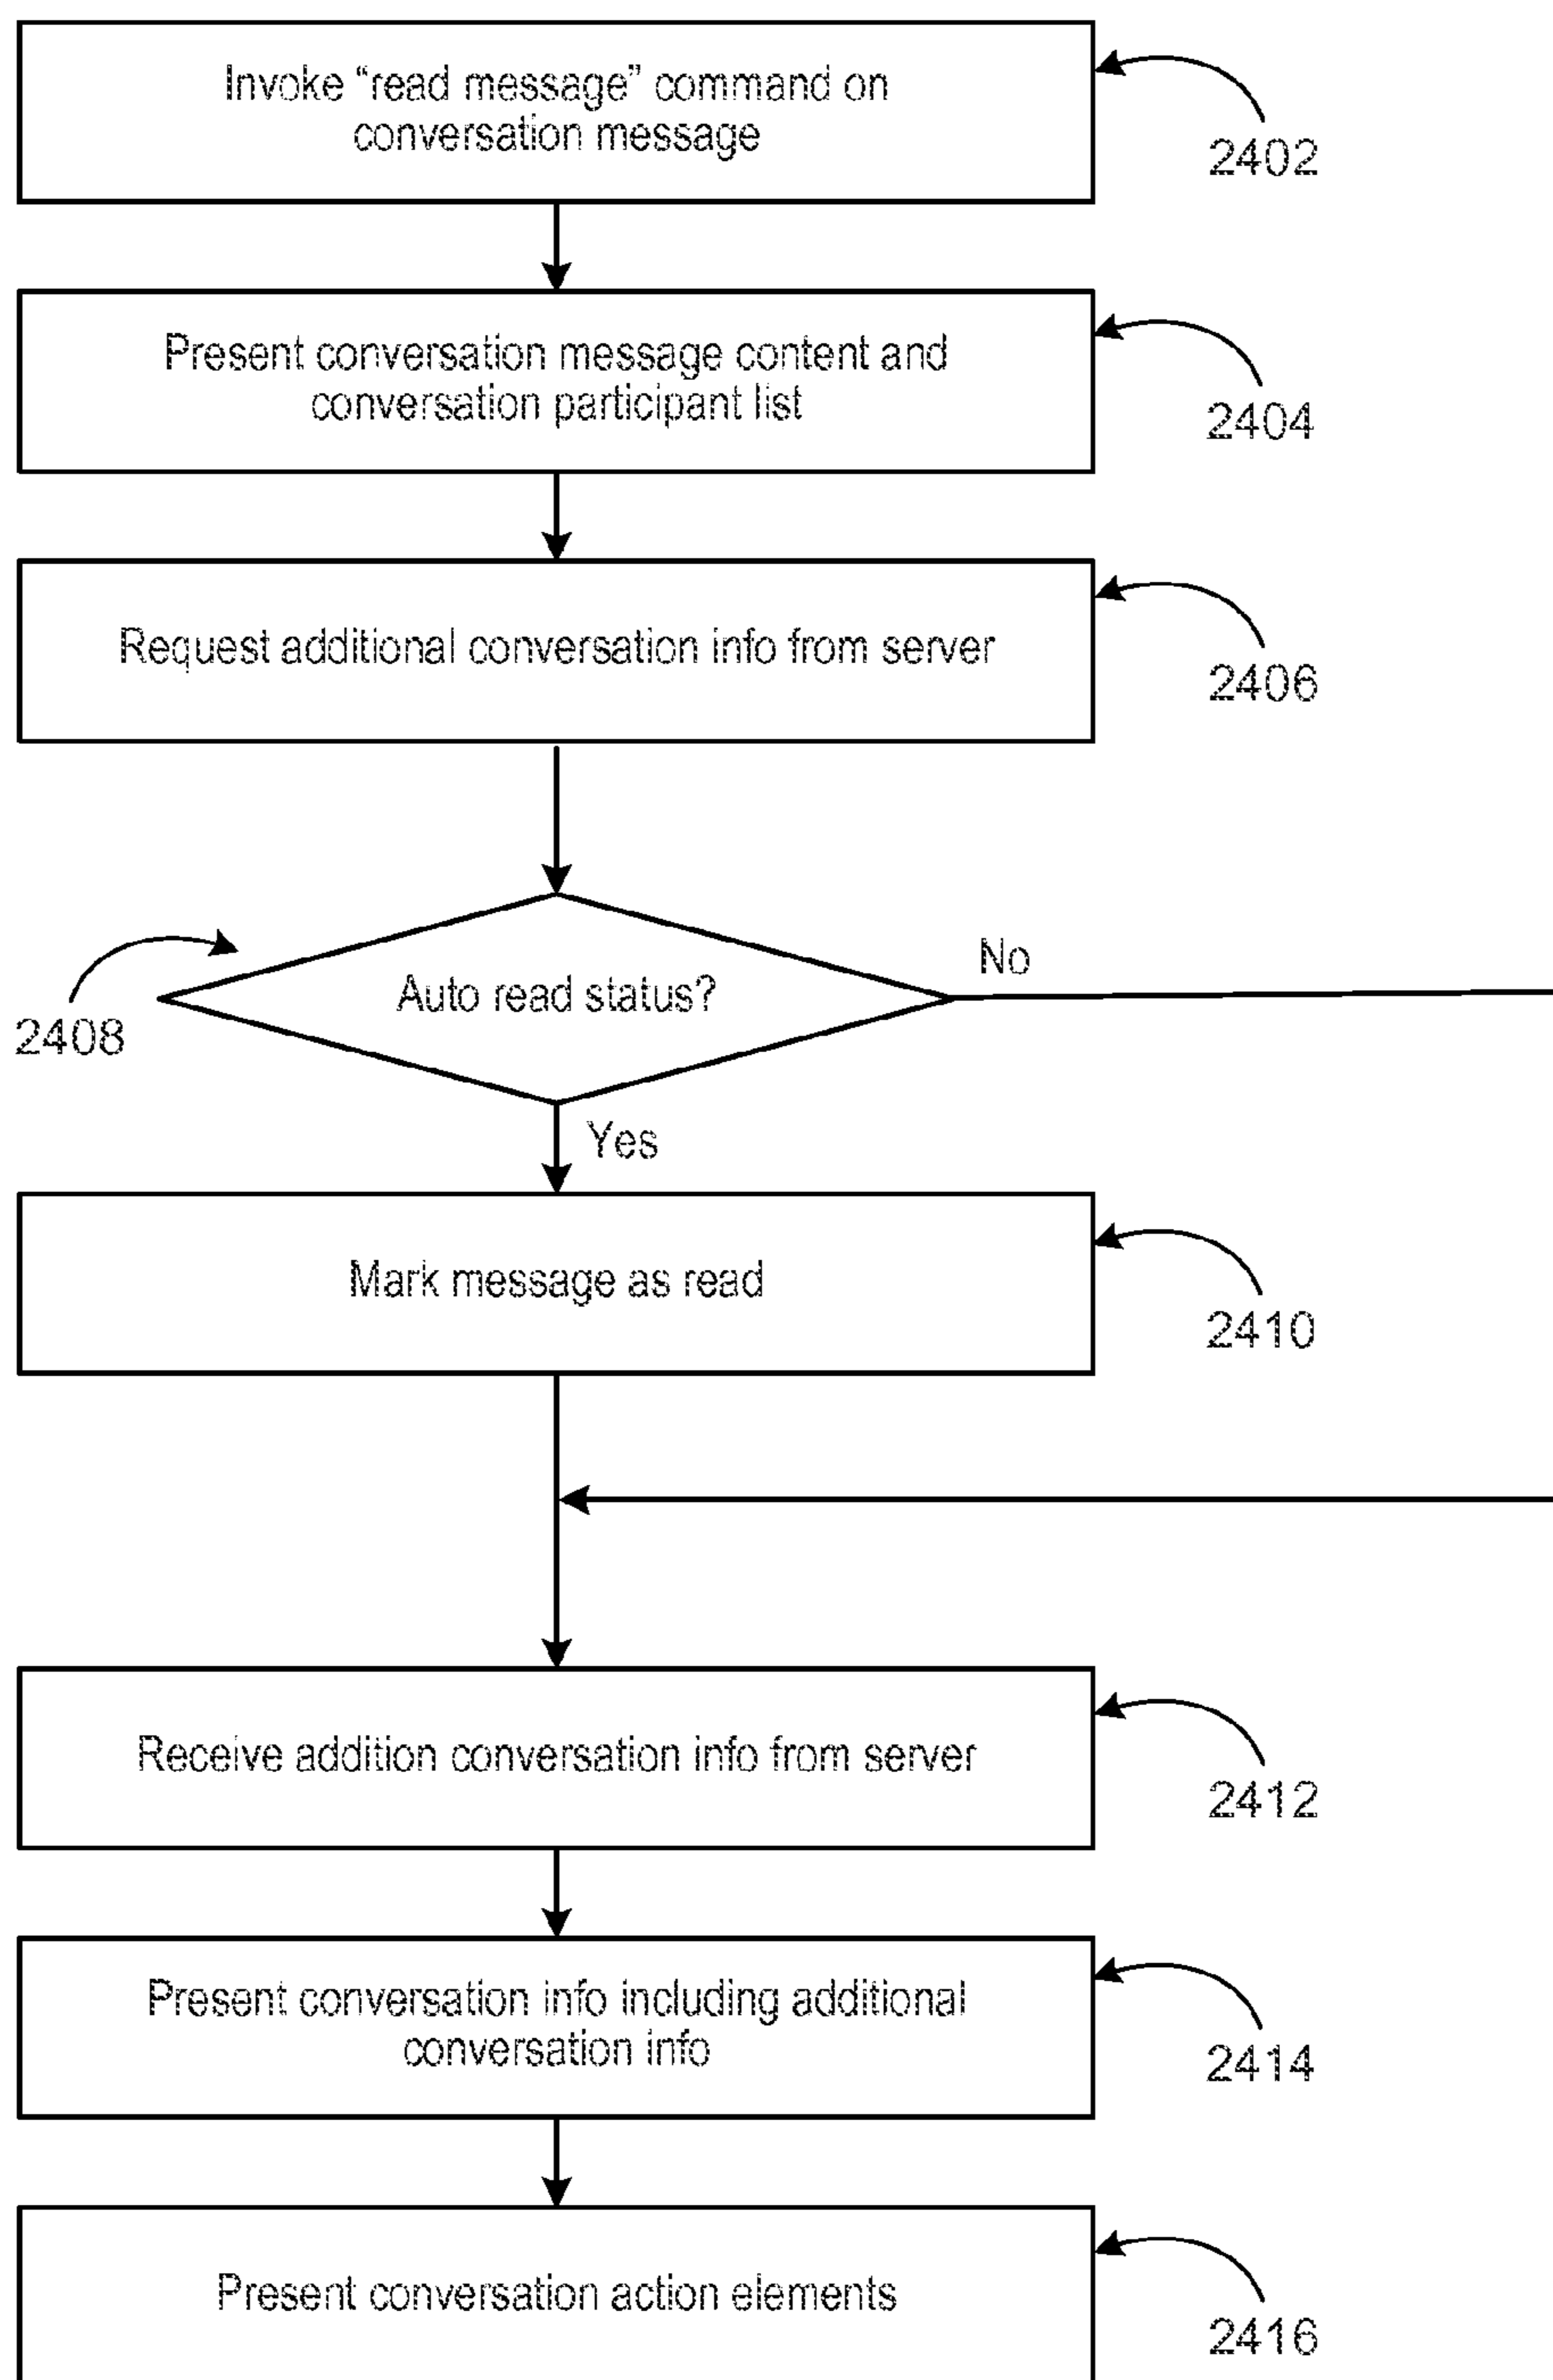 Invoke “read message” command on
conversation message
2402
Present conversation message content and
conversation participant list
2404
Request additional conversation info from server
2406
Auto read status?
No
2408
Yes
Mark message as read
2410
Receive addition conversation info from server
2412
Present conversation info including additional
conversation info
2414
Present conversation action elements
2416